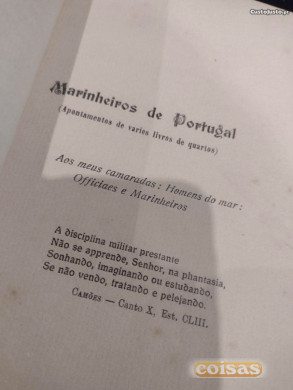 CustoJusto.pt
Marinheiros de Portugal
(Apontamentos de varios livros de quartos)
Aos meus camaradas: Homens do mar:
Officiaes e Marinheiros
A disciplina militar prestante
Não se apprende, Senhor, na phantasia,
Sonhando, imaginando ou estudando,
Se não vendo, tratando e pelejando.
CAMÕES — Canto X, Est. CLIII.
coisas